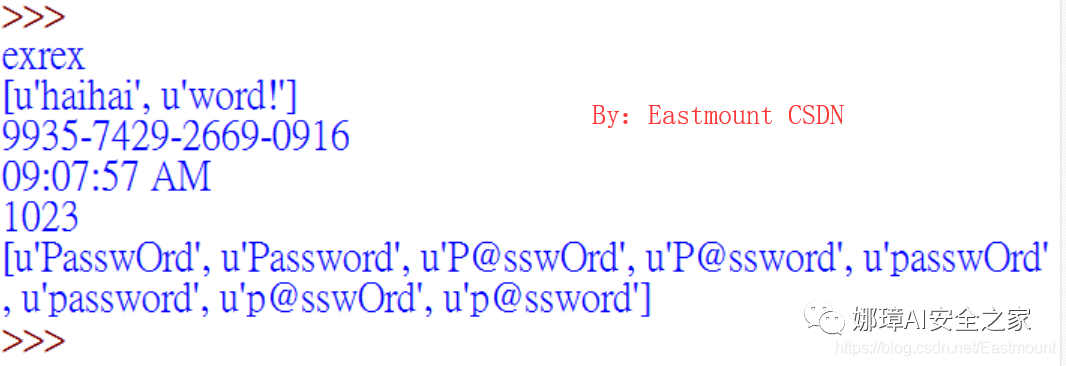 >>>
exrex
[u'haihai', u'word!']
By：Eastmount CSDN
9935-7429-2669-0916
09:07:57 AM
1023
[u'PasswOrd', u'Password', u'P@sswOrd', u'P@ssword', u'passwOrd'
, u'password', u'p@sswOrd', u'p@ssword']
娜璋AI安全之家
>>>
https://blog.csdn.net/Eastmount